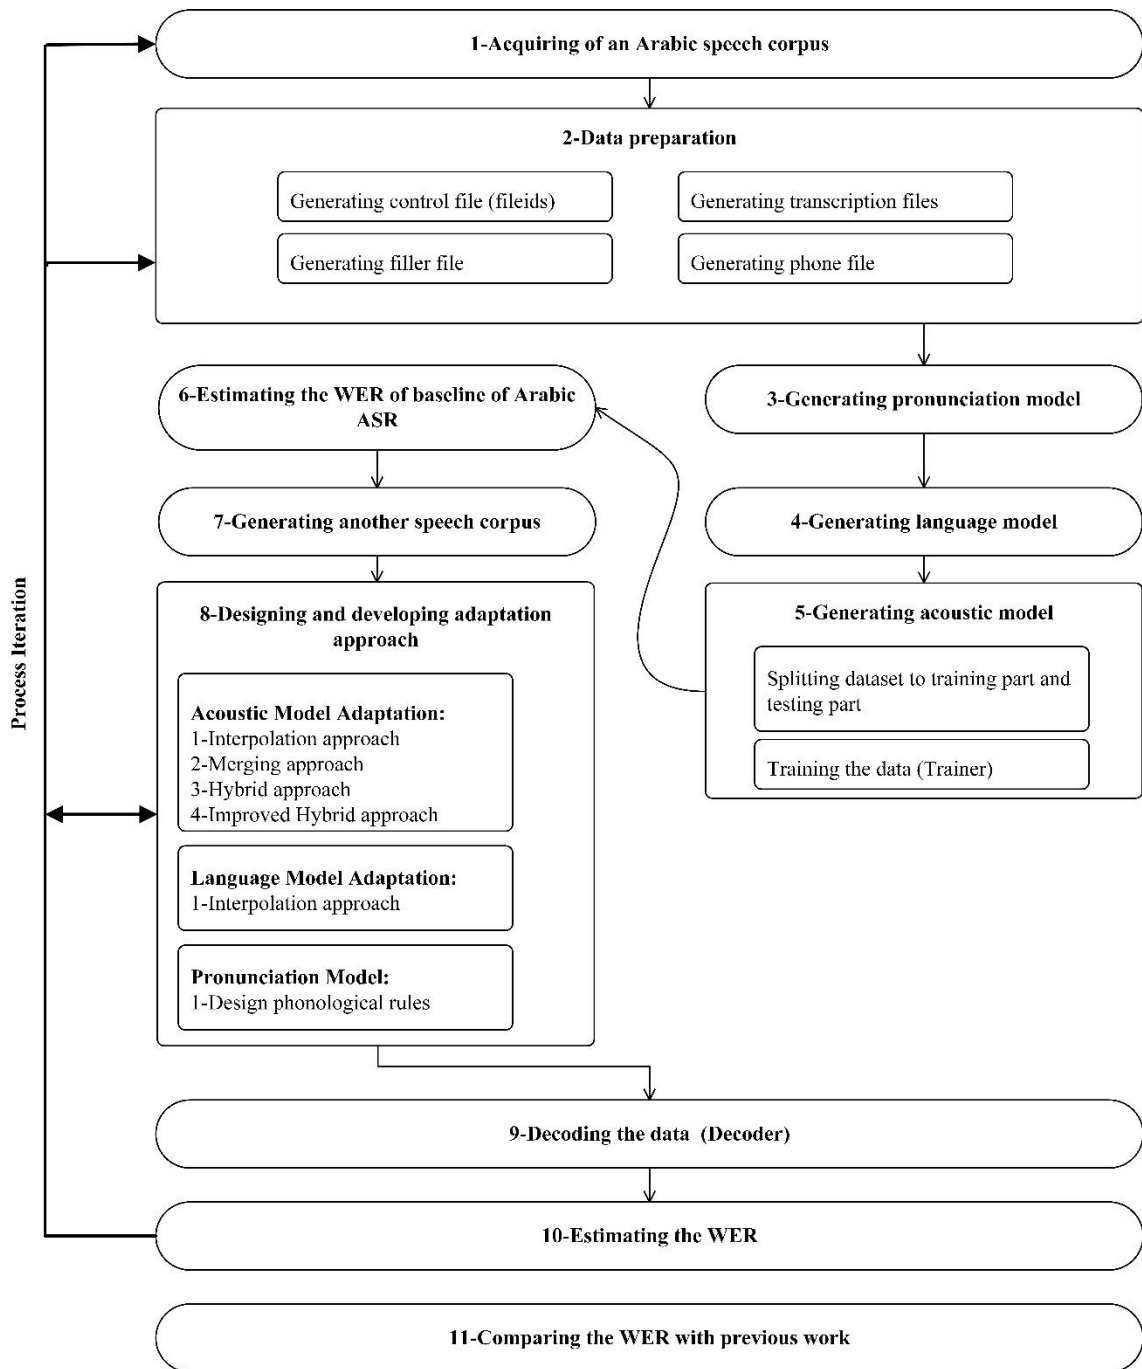 1-Acquiring of an Arabic speech corpus
2-Data preparation
Generating control file (fileids)
Generating transcription files
Generating filler file
Generating phone file
3-Generating pronunciation model
4-Generating language model
5-Generating acoustic model
Splitting dataset to training part and
testing part
Training the data (Trainer)
6-Estimating the WER of baseline of Arabic
ASR
7-Generating another speech corpus
8-Designing and developing adaptation
approach
Acoustic Model Adaptation:
1-Interpolation approach
2-Merging approach
3-Hybrid approach
4-Improved Hybrid approach
Language Model Adaptation:
1-Interpolation approach
Pronunciation Model:
1-Design phonological rules
9-Decoding the data (Decoder)
10-Estimating the WER
11-Comparing the WER with previous work
Process Iteration